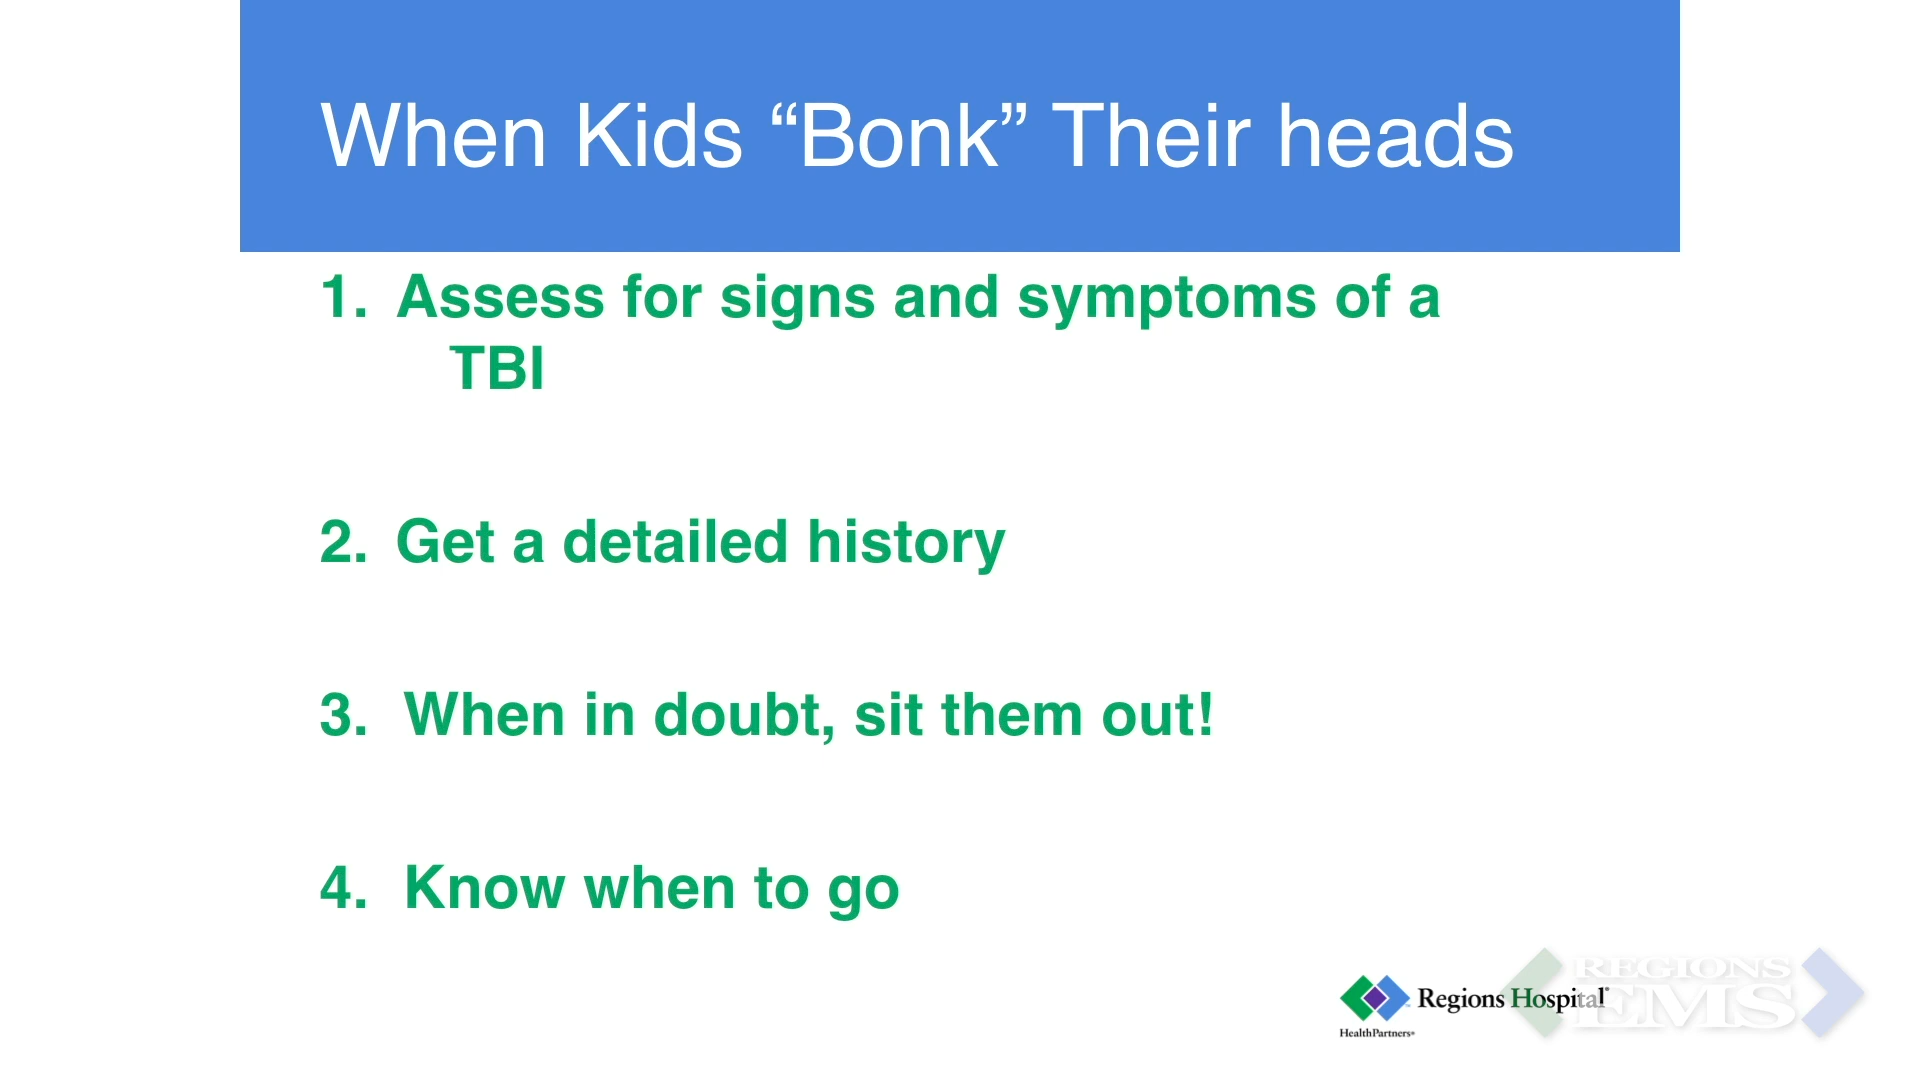 When Kids “Bonk” Their heads
1. Assess for signs and symptoms of a
TBI
2. Get a detailed history
3. When in doubt, sit them out!
4. Know when to go
Regions Hospital®
HealthPartners®
REGIONS
EMS